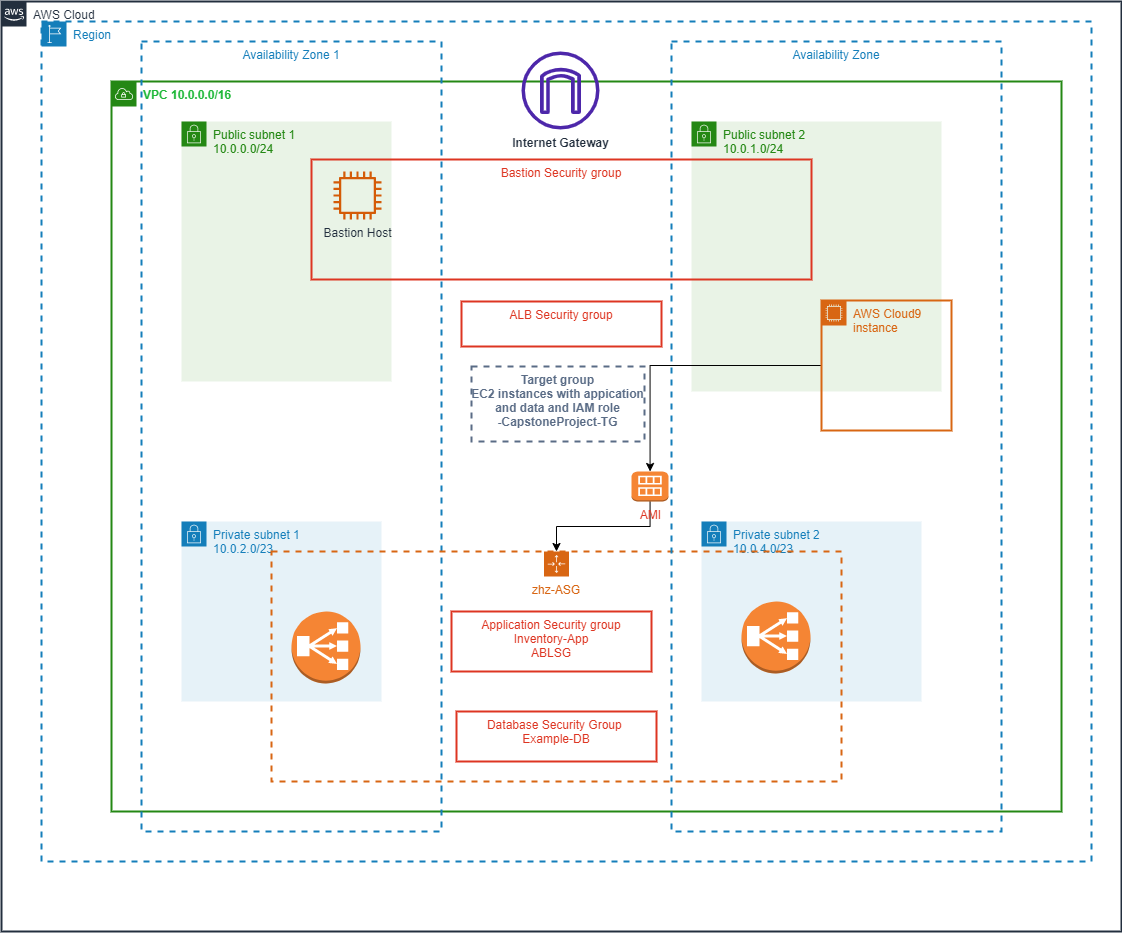 aws
AWS Cloud
Region
Availability Zone 1
Availability Zone
VPC 10.0.0.0/16
Internet Gateway
Public subnet 1
10.0.0.0/24
Public subnet 2
10.0.1.0/24
Bastion Security group
Bastion Host
ALB Security group
AWS Cloud9
instance
Target group
EC2 instances with appication
and data and IAM role
-CapstoneProject-TG
AMI
Private subnet 1
10.0.2.0/23
Private subnet 2
10.0.4.0/23
zhz-ASG
Application Security group
Inventory-App
ABLSG
Database Security Group
Example-DB